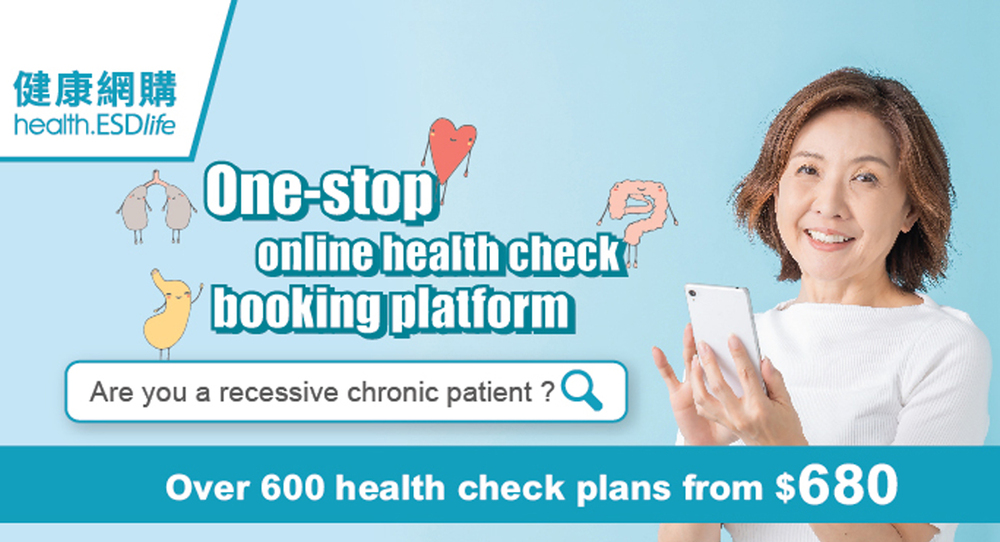 健康網購
health.ESDlife
One-stop
online health check
booking platform
Are you a recessive chronic patient ?
Over 600 health check plans from $680